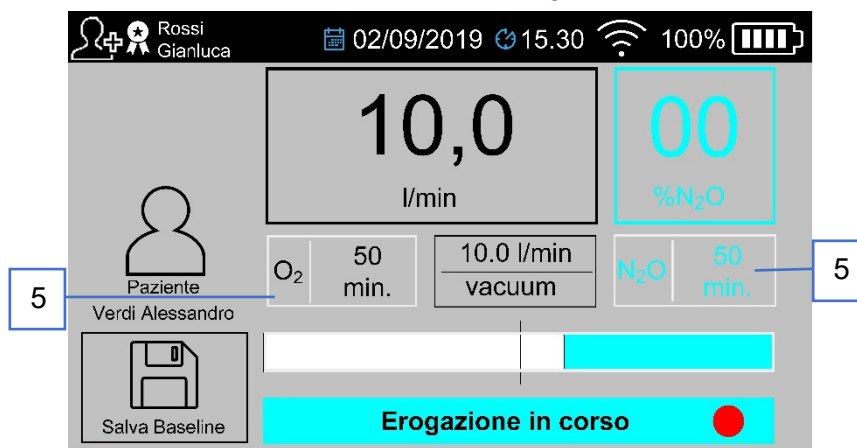 Rossi
Gianluca
02/09/2019
15.30
100%
10,0
l/min
00
%N₂O
Paziente
Verdi Alessandro
5
O₂
50
min.
10.0 l/min
vacuum
N₂O
50
min.
5
Salva Baseline
Erogazione in corso